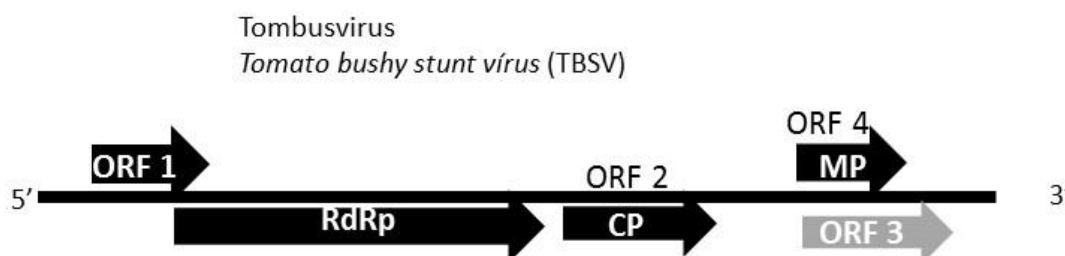 Tombusvirus
Tomato bushy stunt vírus (TBSV)
ORF 4
ORF 1
MP
5’
ORF 2
3’
RdRp
CP
ORF 3